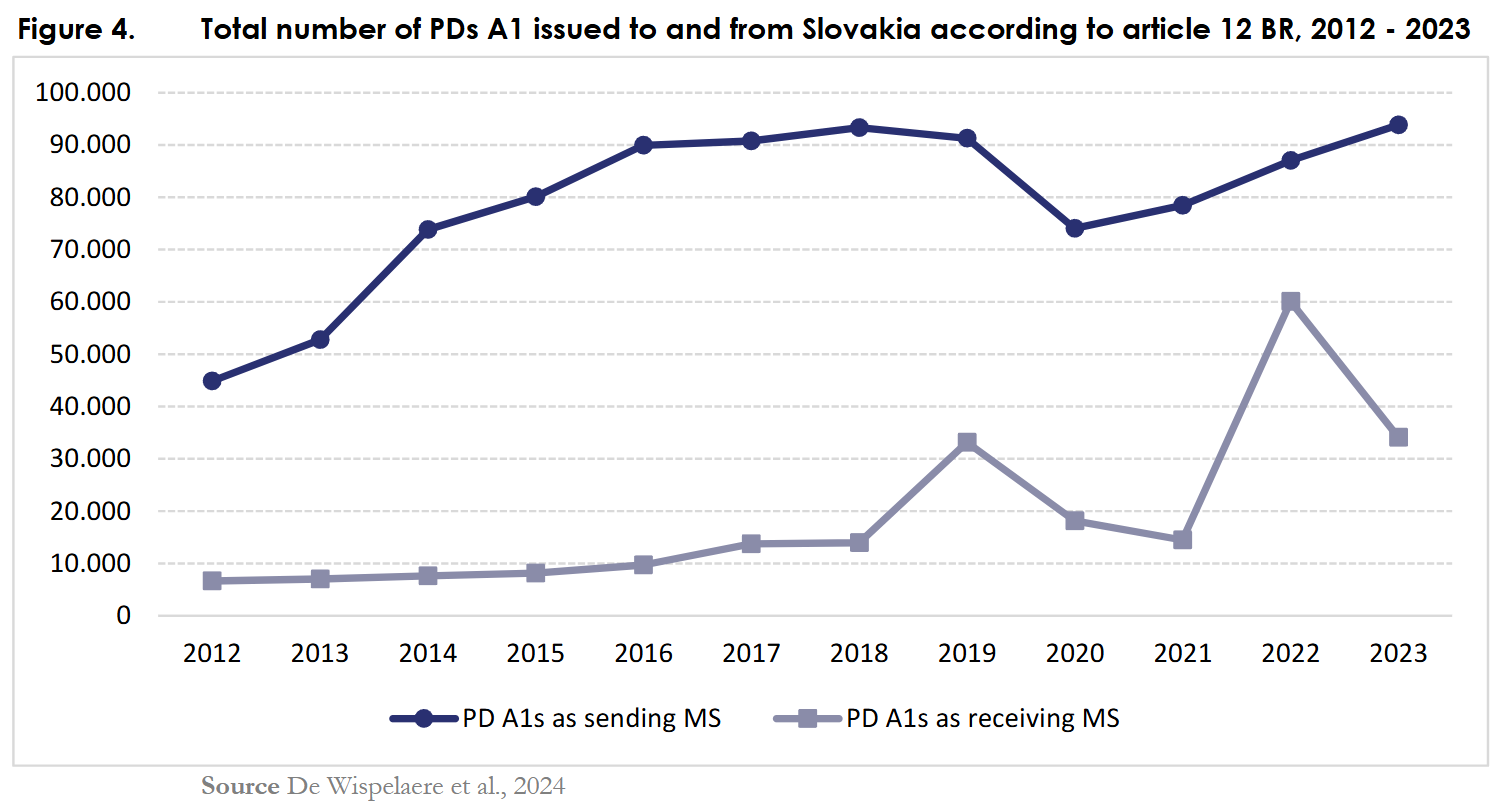 Figure 4. Total number of PDs A1 issued to and from Slovakia according to article 12 BR, 2012 - 2023
100.000
90.000
80.000
70.000
60.000
50.000
40.000
30.000
20.000
10.000
0
2012 2013 2014 2015 2016 2017 2018 2019 2020 2021 2022 2023
PD A1s as sending MS PD A1s as receiving MS
Source De Wispelaere et al., 2024